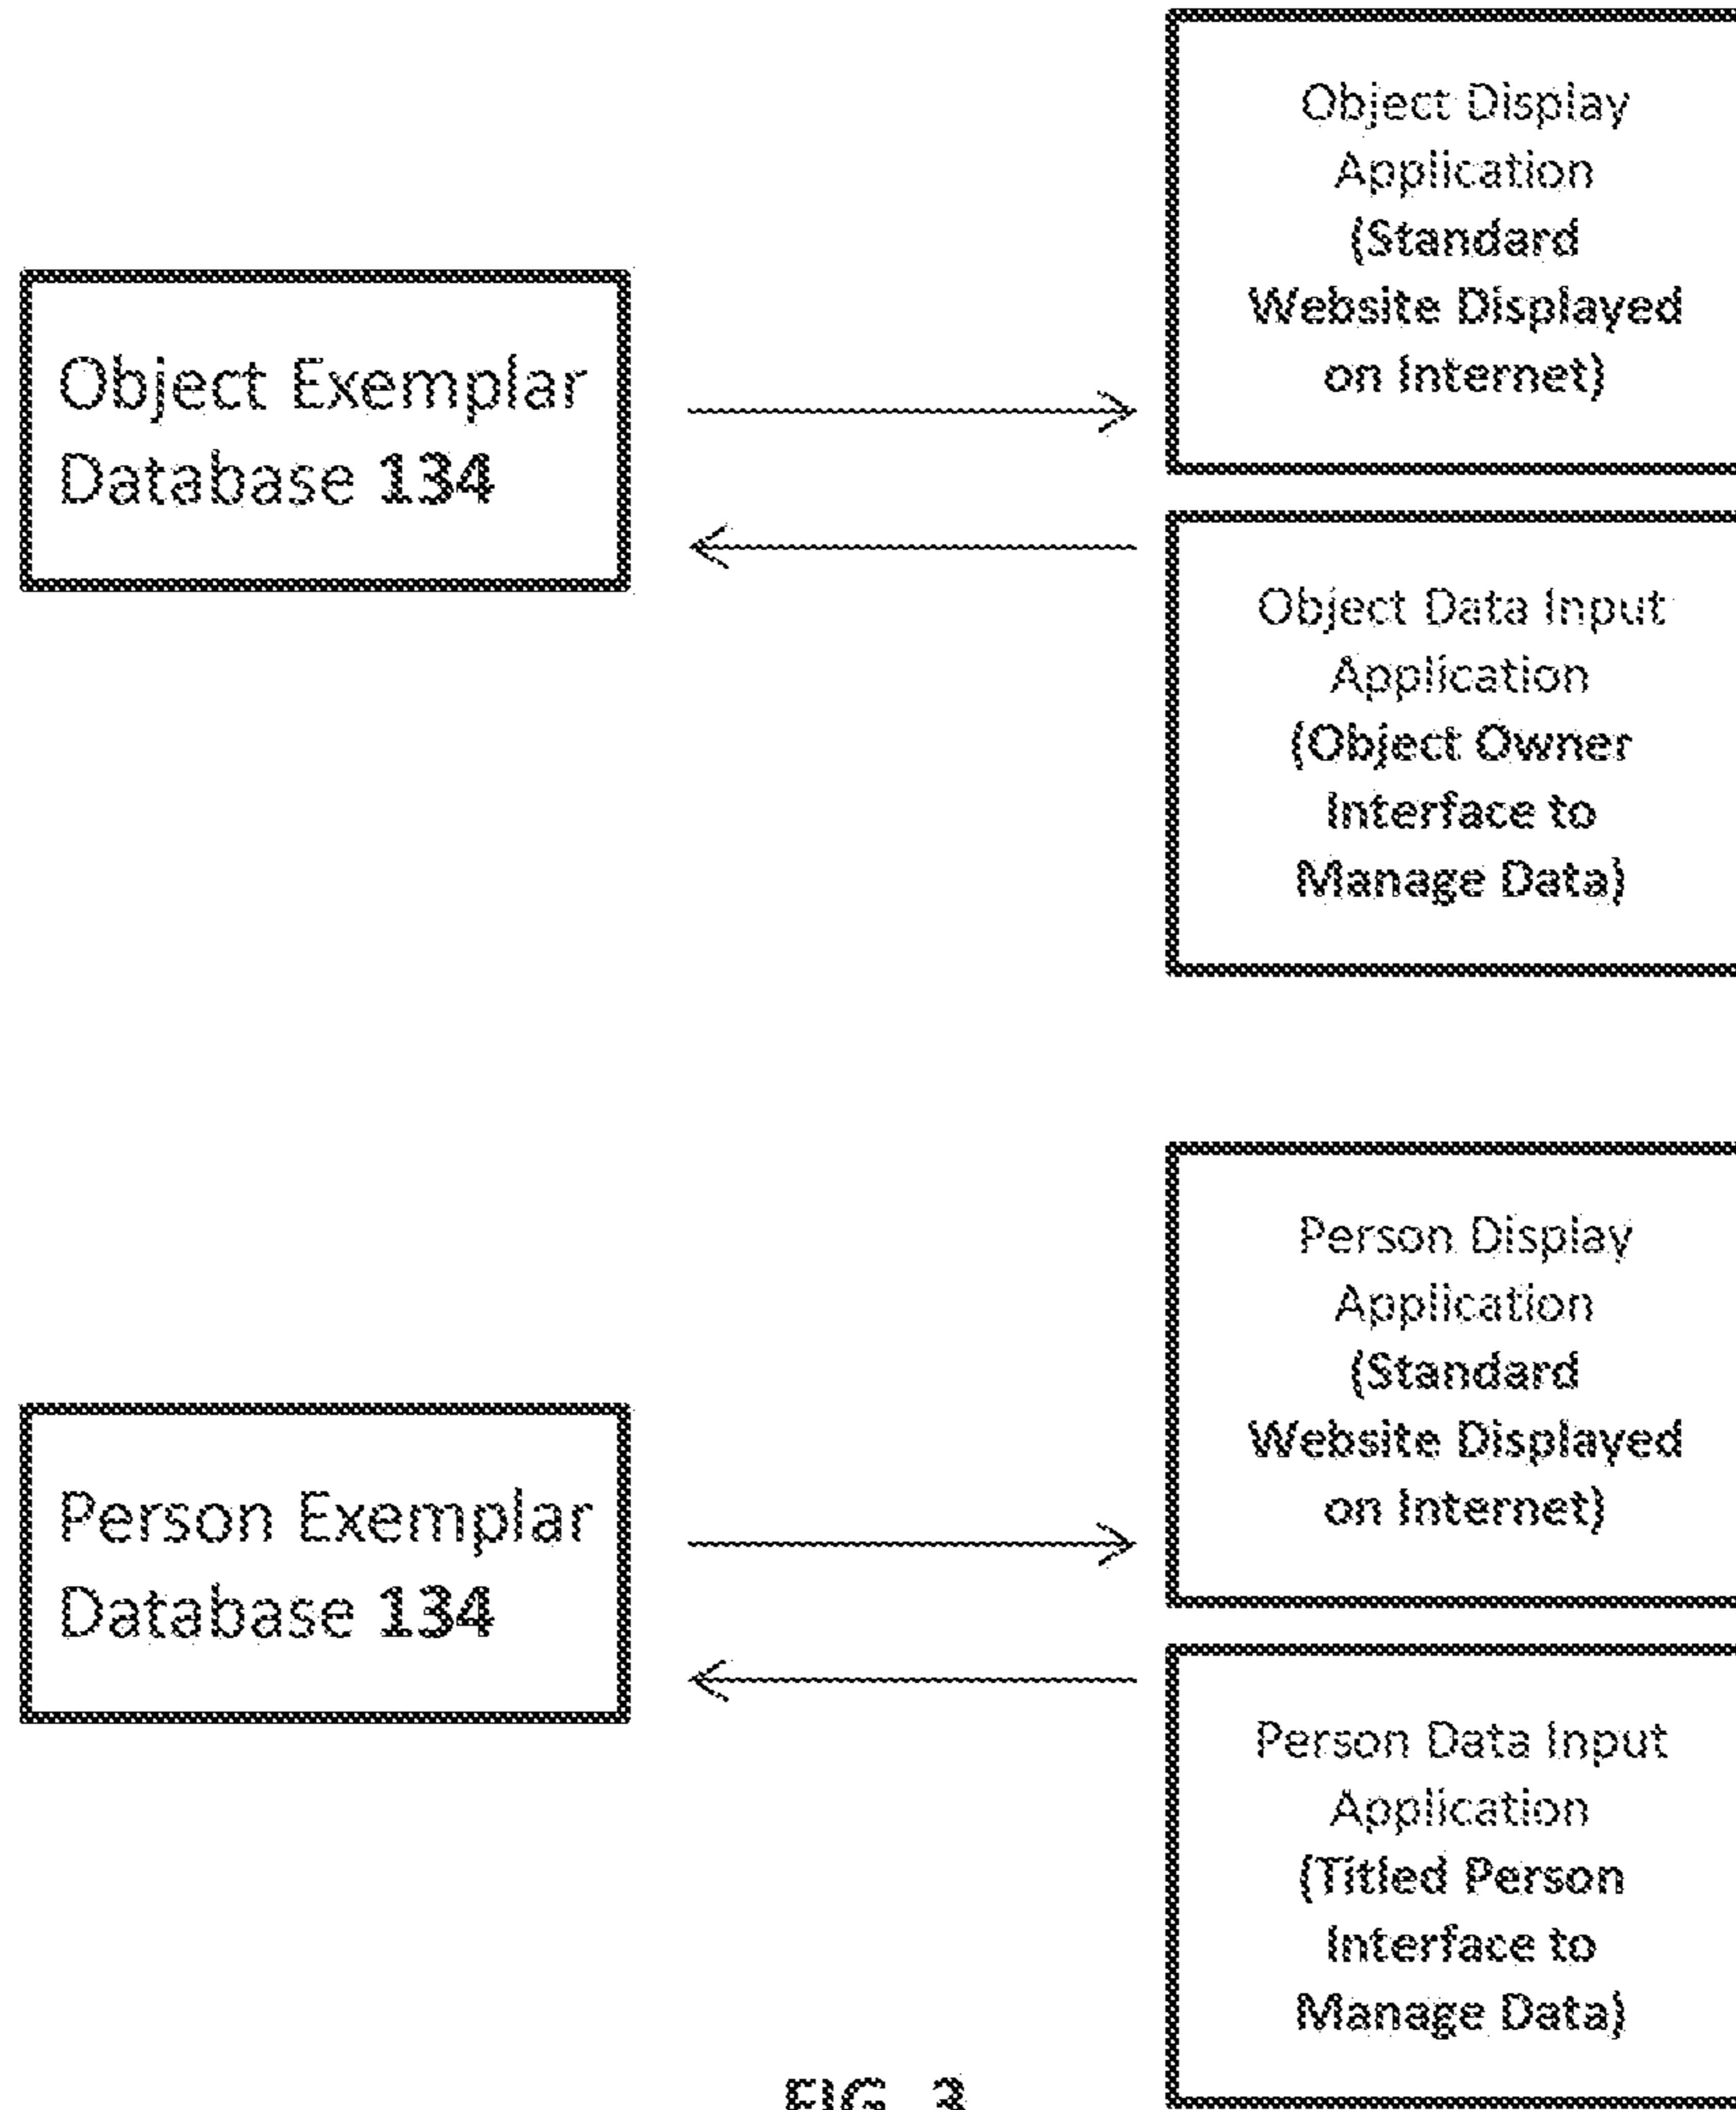 Object Display
Application
(Standard
Website Displayed
on Internet)
Object Exemplar
Database 134
Object Data Input
Application
(Object Owner
Interface to
Manage Data)
Person Display
Application
(Standard
Website Displayed
on Internet)
Person Exemplar
Database 134
Person Data Input
Application
(Titled Person
Interface to
Manage Data)
FIG. 3